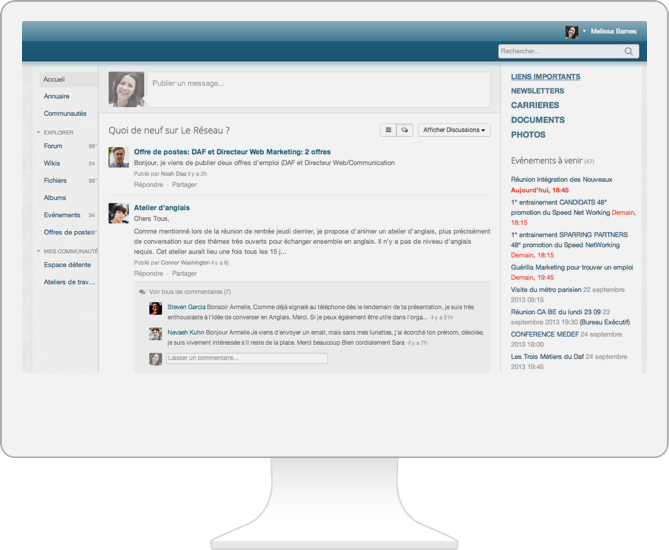 Melissa Barnes
Rechercher...
Accueil
Annuaire
Communautés
EXPLORER
Forum 99+
Wikis 24
Fichiers 99+
Albums
Evénements 34
Offres de postes 99+
MES COMMUNAUTÉ
Espace détente
Ateliers de trav...
Publier un message...
Quoi de neuf sur Le Réseau ?
Afficher Discussions
Offre de postes: DAF et Directeur Web Marketing: 2 offres
Bonjour, je viens de publier deux offres d'emploi (DAF et Directeur Web/Communication
Publié par Noah Diaz il y a 2h
Répondre · Partager
Atelier d'anglais
Chers Tous,
Comme mentionné lors de la réunion de rentrée jeudi dernier, je propose d'animer un atelier d'anglais, plus précisément
de conversation sur des thèmes très ouverts pour échanger ensemble en anglais. Il n'y a pas de niveau d'anglais
requis. Cet atelier aurait lieu une fois tous les 15 j...
Publié par Connor Washington il y a 6j
Répondre · Partager
Voir tous les commentaires (7)
Steven Garcia Bonsoir Armelle, Comme déjà signalé au téléphone dès le lendemain de ta présentation, je suis très
enthousiaste à l'idée de converser en Anglais. Merci. Si je peux également être utile dans l'orga... · il y a 21h
Nevaeh Kuhn Bonjour Armelle Je viens d'envoyer un email, mais sans mes lunettes, j'ai écorché ton prénom, désolée;
je suis vivement intéressée s'il reste de la place. Merci beaucoup Bien cordialement Sara · il y a 7h
Laisser un commentaire...
LIENS IMPORTANTS
NEWSLETTERS
CARRIERES
DOCUMENTS
PHOTOS
Evénements à venir (47)
Réunion Intégration des Nouveaux
Aujourd'hui, 18:45
1° entrainement CANDIDATS 48°
promotion du Speed Net Working Demain,
18:15
1° entrainement SPARRING PARTNERS
48° promotion du Speed NetWorking
Demain, 18:15
Guérilla Marketing pour trouver un emploi
Demain, 19:45
Visite du métro parisien 22 septembre
2013 09:15
Réunion CA BE du lundi 23 09 23
septembre 2013 19:30 (Bureau Exécutif)
CONFERENCE MEDEF 24 septembre
2013 18:00
Les Trois Métiers du Daf 24 septembre
2013 19:45